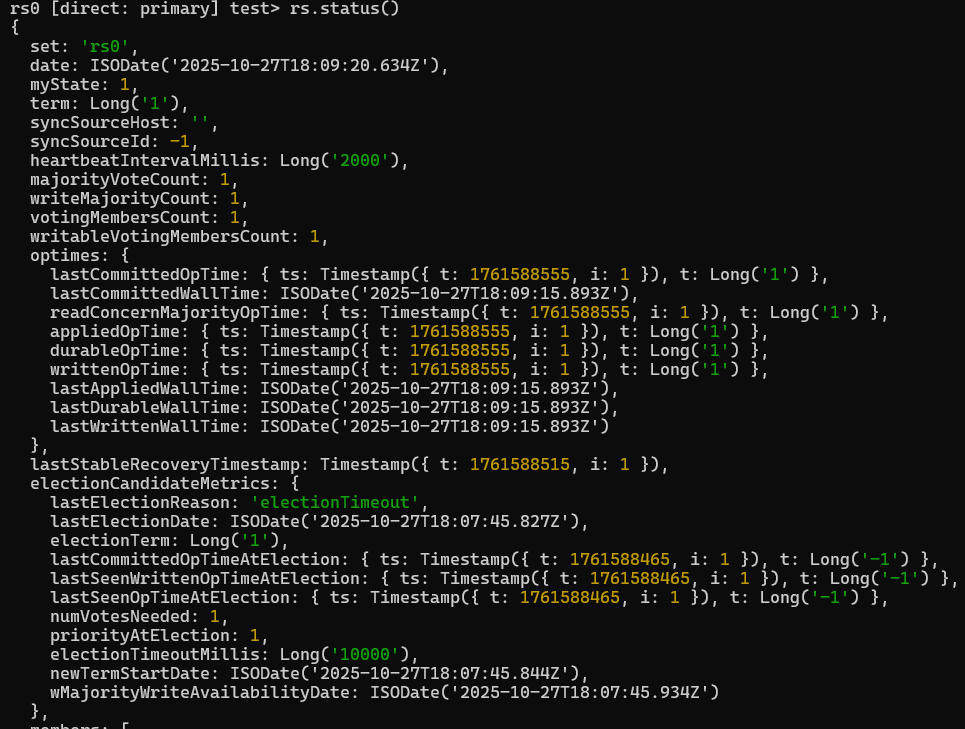 rs0 [direct: primary] test> rs.status()
{
  set: 'rs0',
  date: ISODate('2025-10-27T18:09:20.634Z'),
  myState: 1,
  term: Long('1'),
  syncSourceHost: '',
  syncSourceId: -1,
  heartbeatIntervalMillis: Long('2000'),
  majorityVoteCount: 1,
  writeMajorityCount: 1,
  votingMembersCount: 1,
  writableVotingMembersCount: 1,
  optimes: {
    lastCommittedOpTime: { ts: Timestamp({ t: 1761588555, i: 1 }), t: Long('1') },
    lastCommittedWallTime: ISODate('2025-10-27T18:09:15.893Z'),
    readConcernMajorityOpTime: { ts: Timestamp({ t: 1761588555, i: 1 }), t: Long('1') },
    appliedOpTime: { ts: Timestamp({ t: 1761588555, i: 1 }), t: Long('1') },
    durableOpTime: { ts: Timestamp({ t: 1761588555, i: 1 }), t: Long('1') },
    writtenOpTime: { ts: Timestamp({ t: 1761588555, i: 1 }), t: Long('1') },
    lastAppliedWallTime: ISODate('2025-10-27T18:09:15.893Z'),
    lastDurableWallTime: ISODate('2025-10-27T18:09:15.893Z'),
    lastWrittenWallTime: ISODate('2025-10-27T18:09:15.893Z')
  },
  lastStableRecoveryTimestamp: Timestamp({ t: 1761588515, i: 1 }),
  electionCandidateMetrics: {
    lastElectionReason: 'electionTimeout',
    lastElectionDate: ISODate('2025-10-27T18:07:45.827Z'),
    electionTerm: Long('1'),
    lastCommittedOpTimeAtElection: { ts: Timestamp({ t: 1761588465, i: 1 }), t: Long('-1') },
    lastSeenWrittenOpTimeAtElection: { ts: Timestamp({ t: 1761588465, i: 1 }), t: Long('-1') },
    lastSeenOpTimeAtElection: { ts: Timestamp({ t: 1761588465, i: 1 }), t: Long('-1') },
    numVotesNeeded: 1,
    priorityAtElection: 1,
    electionTimeoutMillis: Long('10000'),
    newTermStartDate: ISODate('2025-10-27T18:07:45.844Z'),
    wMajorityWriteAvailabilityDate: ISODate('2025-10-27T18:07:45.934Z')
  },
  members: [